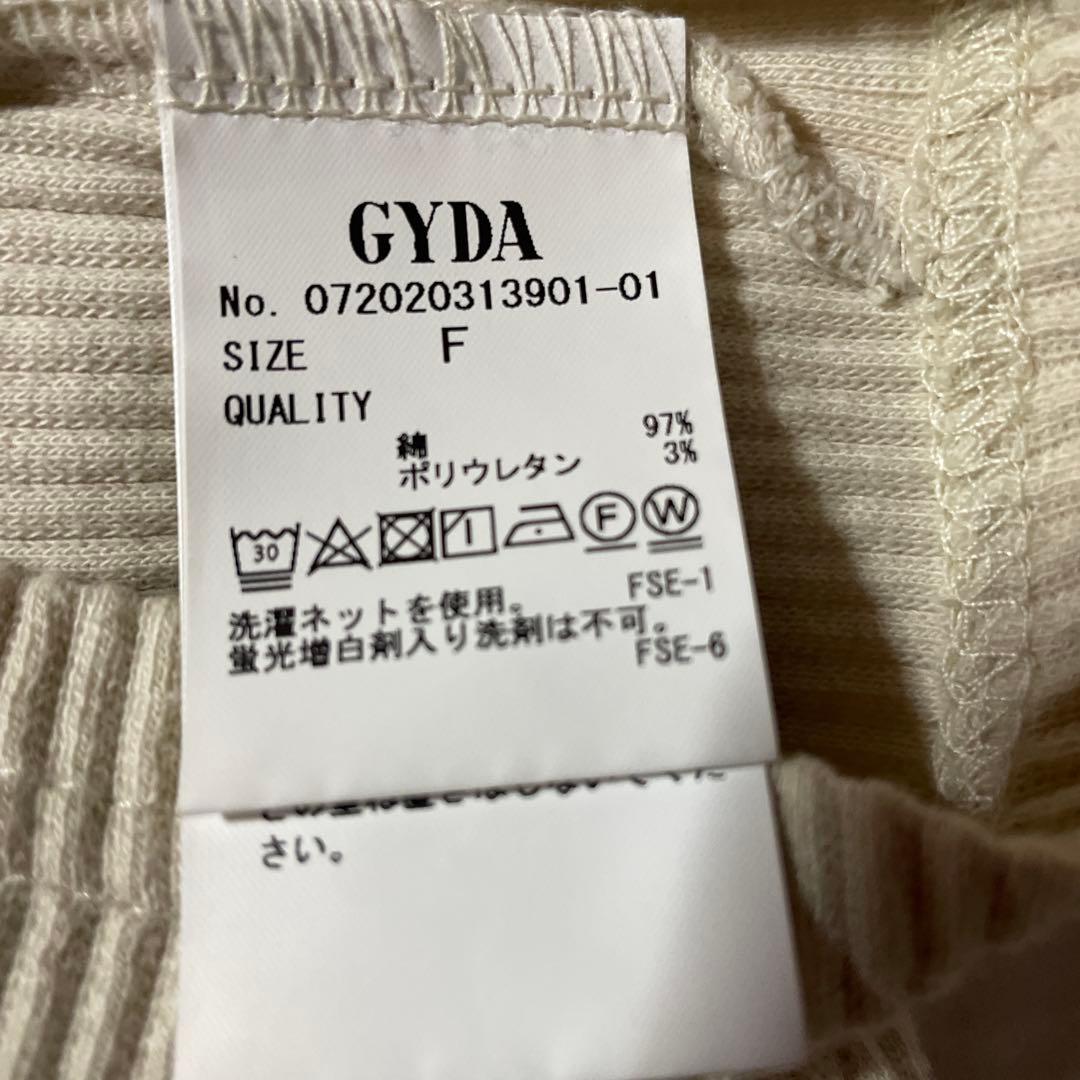 GYDA
No. 072020313901-01
SIZE F
QUALITY
綿 97%
ポリウレタン 3%
30 F W
洗濯ネットを使用。 FSE-1
蛍光増白剤入り洗剤は不可。 FSE-6
さい。